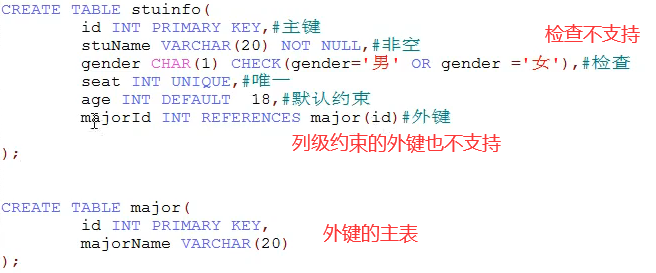 CREATE TABLE stuinfo(
id INT PRIMARY KEY,#主键
stuName VARCHAR(20) NOT NULL,#非空
检查不支持
gender CHAR(1) CHECK(gender='男' OR gender ='女'),#检查
seat INT UNIQUE,#唯一
age INT DEFAULT 18,#默认约束
majorId INT REFERENCES major(id)#外键
列级约束的外键也不支持
);
CREATE TABLE major(
id INT PRIMARY KEY,
majorName VARCHAR(20)
外键的主表
);